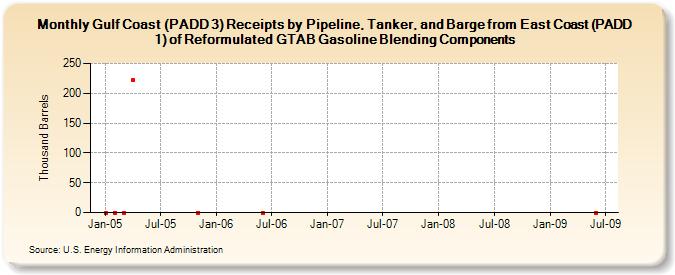 Monthly Gulf Coast (PADD 3) Receipts by Pipeline, Tanker, and Barge from East Coast (PADD
1) of Reformulated GTAB Gasoline Blending Components
Thousand Barrels
250
200
150
100
50
0
Jan-05 Jul-05 Jan-06 Jul-06 Jan-07 Jul-07 Jan-08 Jul-08 Jan-09 Jul-09
Source: U.S. Energy Information Administration